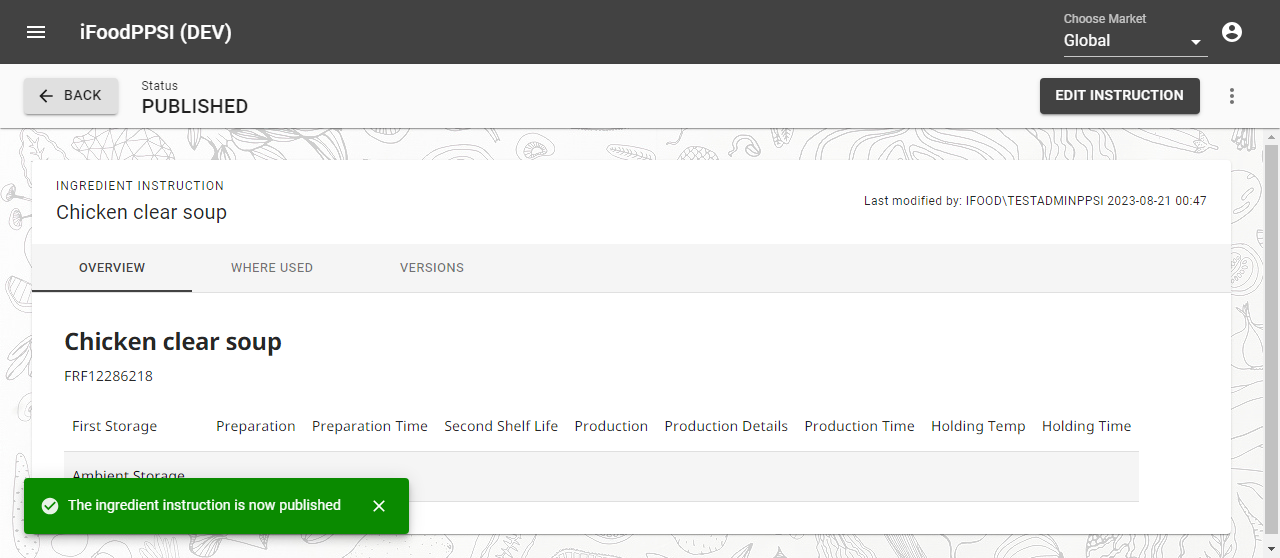 iFoodPPSI (DEV)
Choose Market
Global
BACK
Status
PUBLISHED
EDIT INSTRUCTION
INGREDIENT INSTRUCTION
Chicken clear soup
Last modified by: IFOOD\TESTADMINPPSI 2023-08-21 00:47
OVERVIEW WHERE USED VERSIONS
Chicken clear soup
FRF12286218
First Storage Preparation Preparation Time Second Shelf Life Production Production Details Production Time Holding Temp Holding Time
Ambient Storage
The ingredient instruction is now published